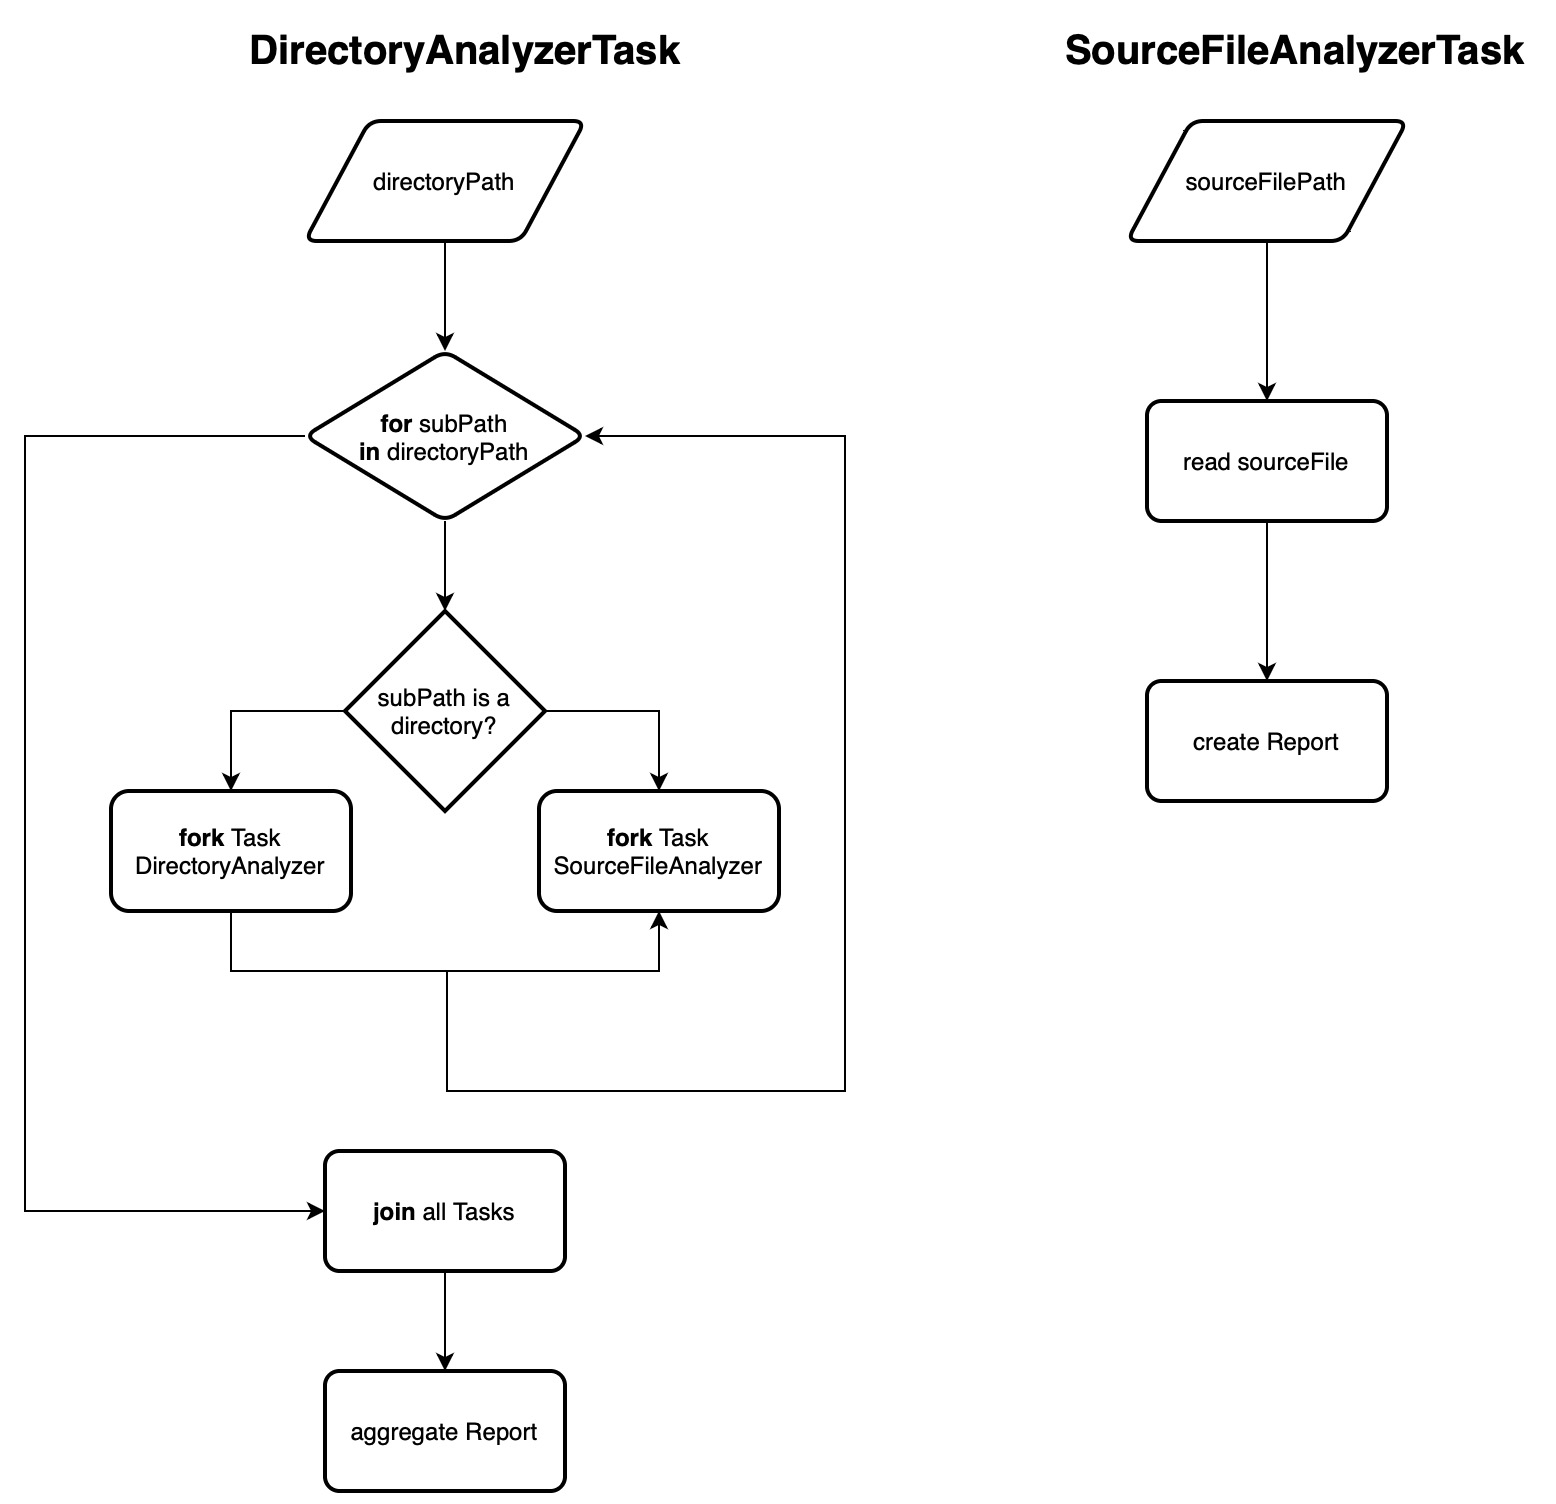 DirectoryAnalyzerTask
SourceFileAnalyzerTask
directoryPath
sourceFilePath
for subPath
in directoryPath
read sourceFile
subPath is a
directory?
create Report
fork Task
DirectoryAnalyzer
fork Task
SourceFileAnalyzer
join all Tasks
aggregate Report